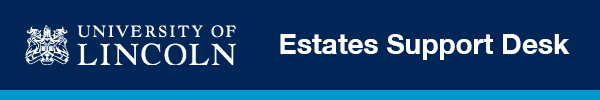 UNIVERSITY OF
LINCOLN
Estates Support Desk